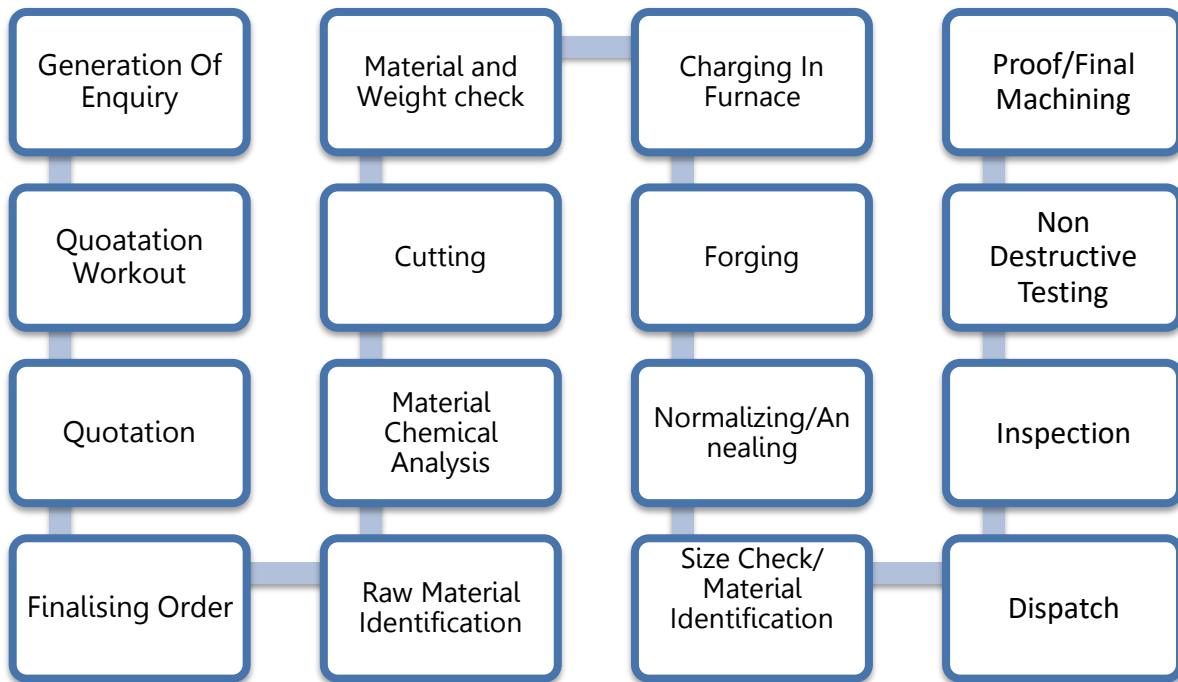 Generation Of
Enquiry
Quoatation
Workout
Quotation
Finalising Order
Raw Material
Identification
Material
Chemical
Analysis
Cutting
Material and
Weight check
Charging In
Furnace
Forging
Normalizing/An
nealing
Size Check/
Material
Identification
Dispatch
Inspection
Non
Destructive
Testing
Proof/Final
Machining